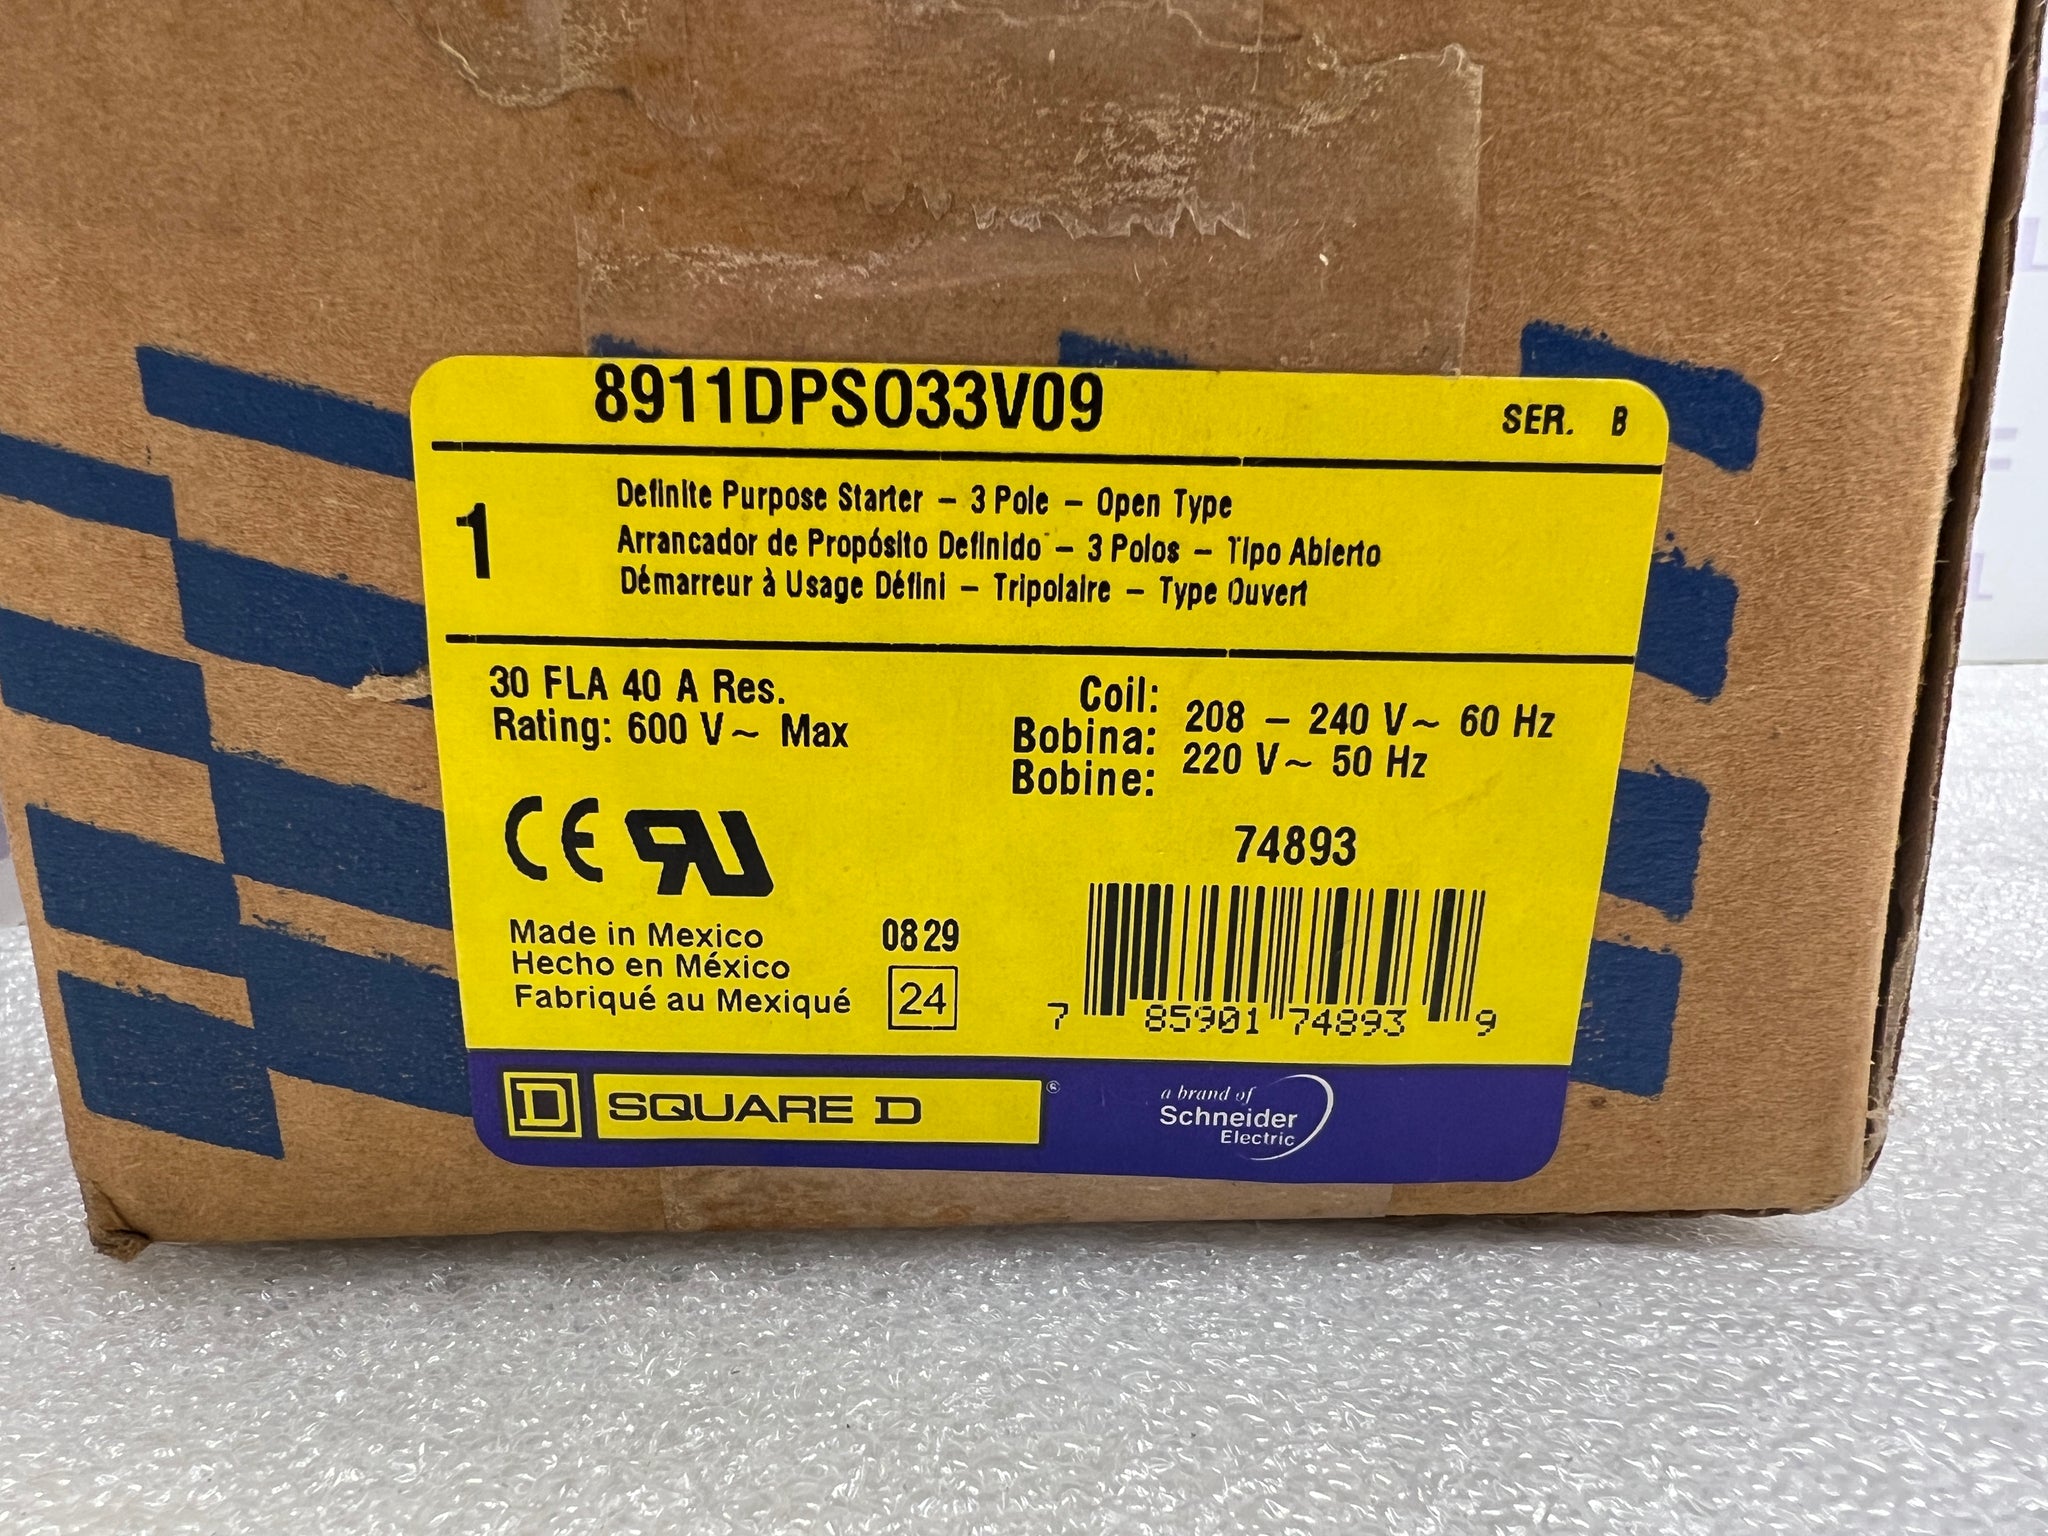 8911DPSO33V09
SER. B
1
Definite Purpose Starter – 3 Pole – Open Type
Arrancador de Propósito Definido – 3 Polos – Tipo Abierto
Démarreur à Usage Défini – Tripolaire – Type Ouvert
30 FLA 40 A Res.
Rating: 600 V~ Max
Coil:
Bobina:
Bobine:
208 – 240 V~ 60 Hz
220 V~ 50 Hz
74893
CE RU
Made in Mexico
Hecho en México
Fabriqué au Mexiqué
0829
24
7 85901 74893 9
D SQUARE D ®
a brand of
Schneider
Electric